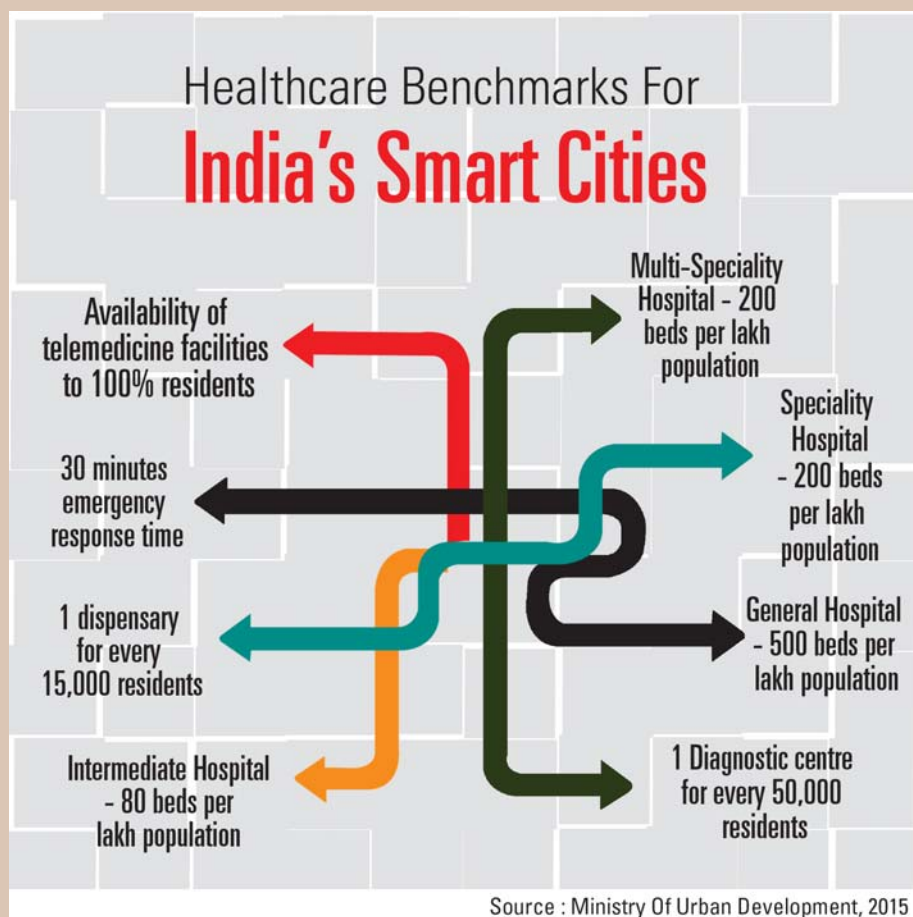 Healthcare Benchmarks For
India's Smart Cities
Availability of
telemedicine facilities
to 100% residents
30 minutes
emergency
response time
1 dispensary
for every
15,000 residents
Intermediate Hospital
- 80 beds per
lakh population
Multi-Speciality
Hospital - 200
beds per lakh
population
Speciality
Hospital
- 200 beds
per lakh
population
General Hospital
- 500 beds per
lakh population
1 Diagnostic centre
for every 50,000
residents
Source : Ministry Of Urban Development, 2015